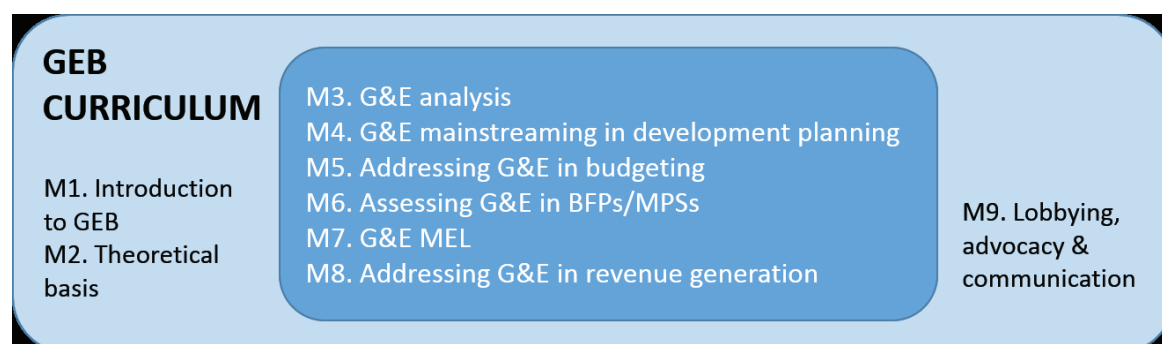 GEB
CURRICULUM
M1. Introduction
to GEB
M2. Theoretical
basis
M3. G&E analysis
M4. G&E mainstreaming in development planning
M5. Addressing G&E in budgeting
M6. Assessing G&E in BFPs/MPSs
M7. G&E MEL
M8. Addressing G&E in revenue generation
M9. Lobbying,
advocacy &
communication